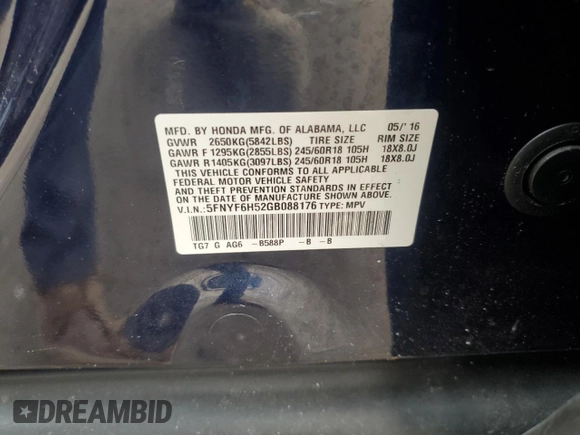 MFD. BY HONDA MFG. OF ALABAMA, LLC 05/'16
GVWR 2650KG(5842LBS) TIRE SIZE RIM SIZE
GAWR F 1295KG(2855LBS) 245/60R18 105H 18X8.0J
GAWR R 1405KG(3097LBS) 245/60R18 105H 18X8.0J
THIS VEHICLE CONFORMS TO ALL APPLICABLE
FEDERAL MOTOR VEHICLE SAFETY AND
THEFT PREVENTION STANDARDS IN EFFECT
ON THE DATE OF MANUFACTURE SHOWN ABOVE.
V.I.N.: 5FNYF6H52GB088176 TYPE: MPV
TG7 G AG6 -B588P -B -B
DREAMBID